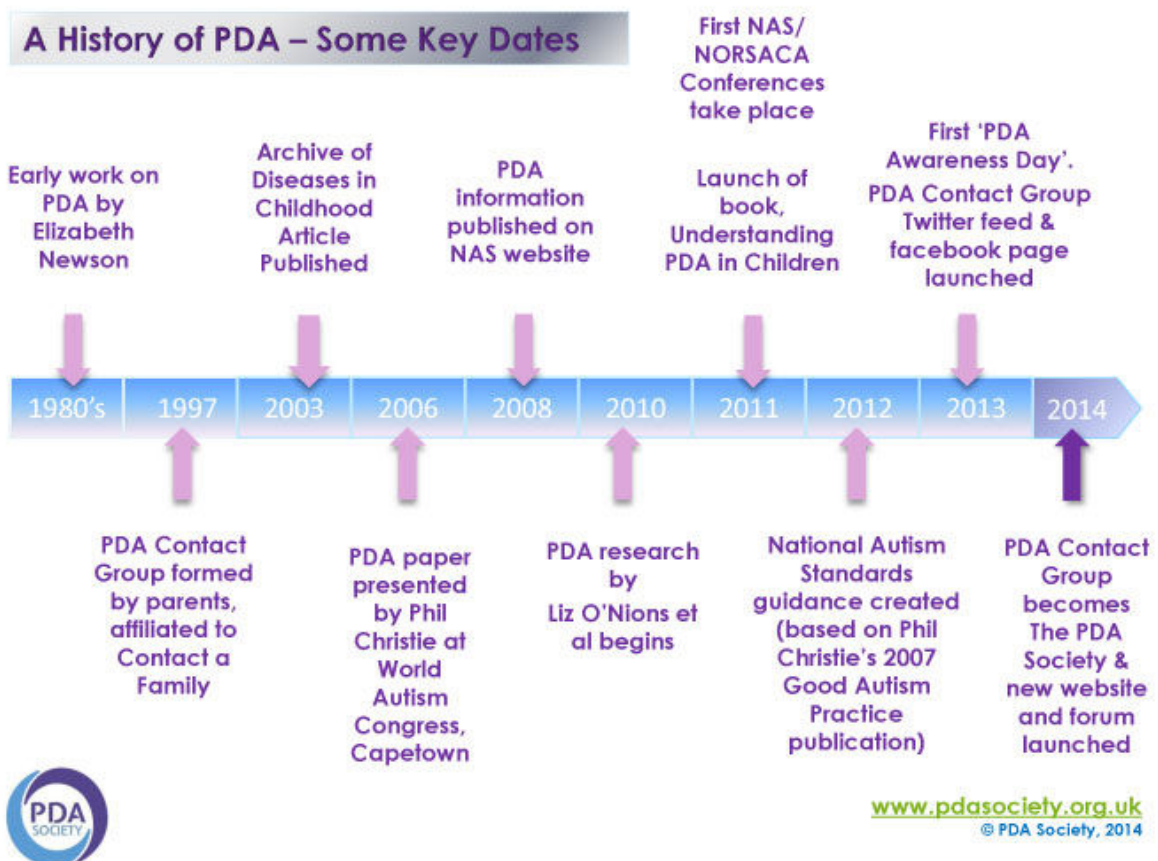 A History of PDA – Some Key Dates
First NAS/
NORSACA
Conferences
take place
Early work on
PDA by
Elizabeth
Newson
Archive of
Diseases in
Childhood
Article
Published
PDA
information
published on
NAS website
Launch of
book,
Understanding
PDA in Children
First ‘PDA
Awareness Day’.
PDA Contact Group
Twitter feed &
facebook page
launched
1980's 1997 2003 2006 2008 2010 2011 2012 2013 2014
PDA Contact
Group formed
by parents,
affiliated to
Contact a
Family
PDA paper
presented
by Phil
Christie at
World
Autism
Congress,
Capetown
PDA research
by
Liz O’Nions et
al begins
National Autism
Standards
guidance created
(based on Phil
Christie’s 2007
Good Autism
Practice
publication)
PDA Contact
Group
becomes
The PDA
Society &
new website
and forum
launched
PDA
SOCIETY
www.pdasociety.org.uk
© PDA Society, 2014